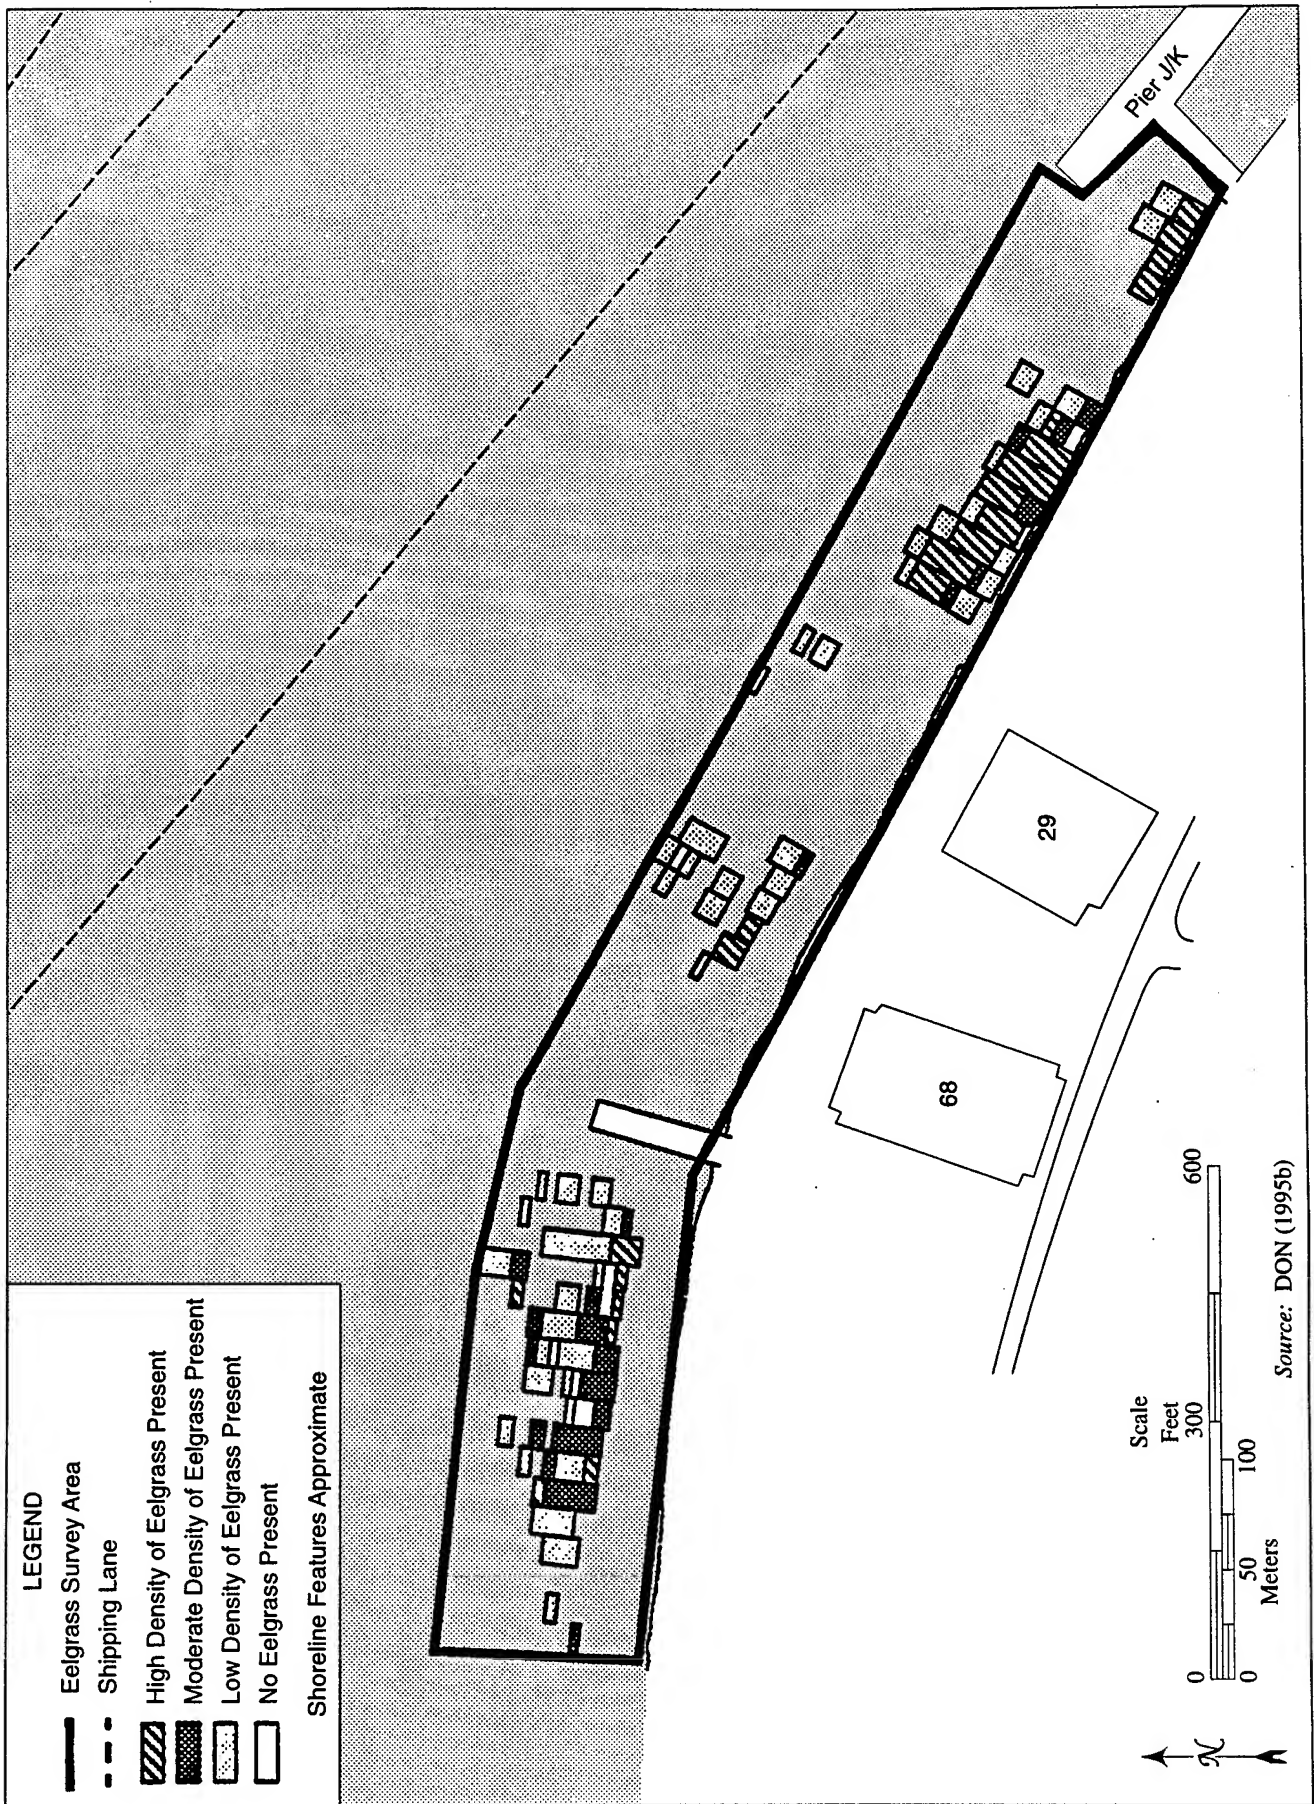 LEGEND
Eelgrass Survey Area
Shipping Lane
High Density of Eelgrass Present
Moderate Density of Eelgrass Present
Low Density of Eelgrass Present
No Eelgrass Present
Shoreline Features Approximate
Pier J/K
29
68
Scale
Feet
0 300 600
0 50 100
Meters
Source: DON (1995b)
N